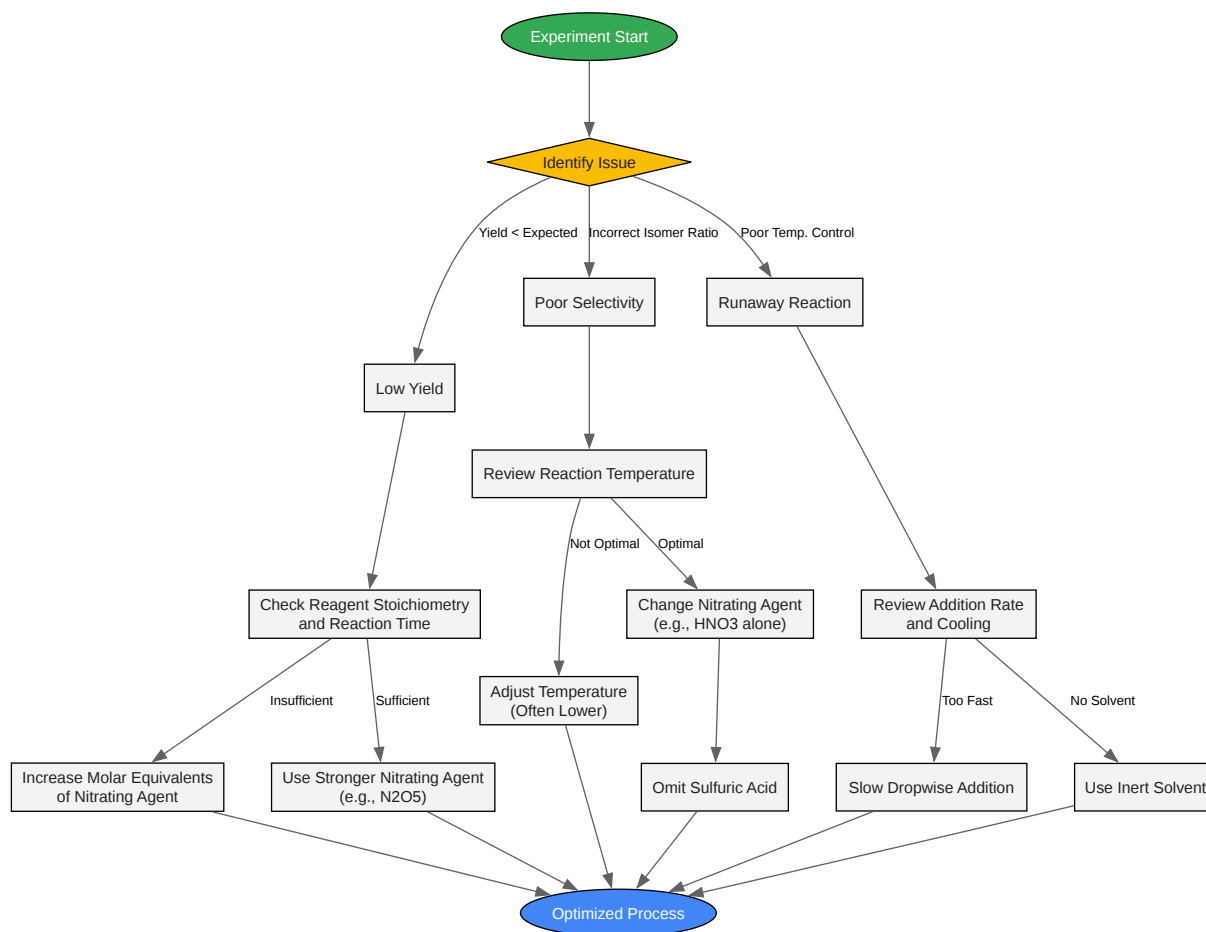 Experiment Start
Identify Issue
Yield < Expected
Incorrect Isomer Ratio
Poor Temp. Control
Poor Selectivity
Runaway Reaction
Low Yield
Review Reaction Temperature
Not Optimal
Optimal
Check Reagent Stoichiometry
and Reaction Time
Change Nitrating Agent
(e.g., HNO3 alone)
Review Addition Rate
and Cooling
Adjust Temperature
(Often Lower)
Insufficient
Sufficient
Too Fast
No Solvent
Increase Molar Equivalents
of Nitrating Agent
Use Stronger Nitrating Agent
(e.g., N2O5)
Omit Sulfuric Acid
Slow Dropwise Addition
Use Inert Solvent
Optimized Process